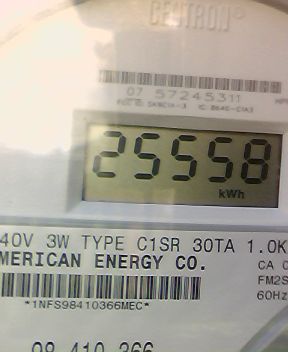 CENTRON®
07 57245311
25558
kWh
40V 3W TYPE C1SR 30TA 1.0K
MERICAN ENERGY CO.
CA 0
FM2S
60Hz
*1NFS98410366MEC*
98 410 366